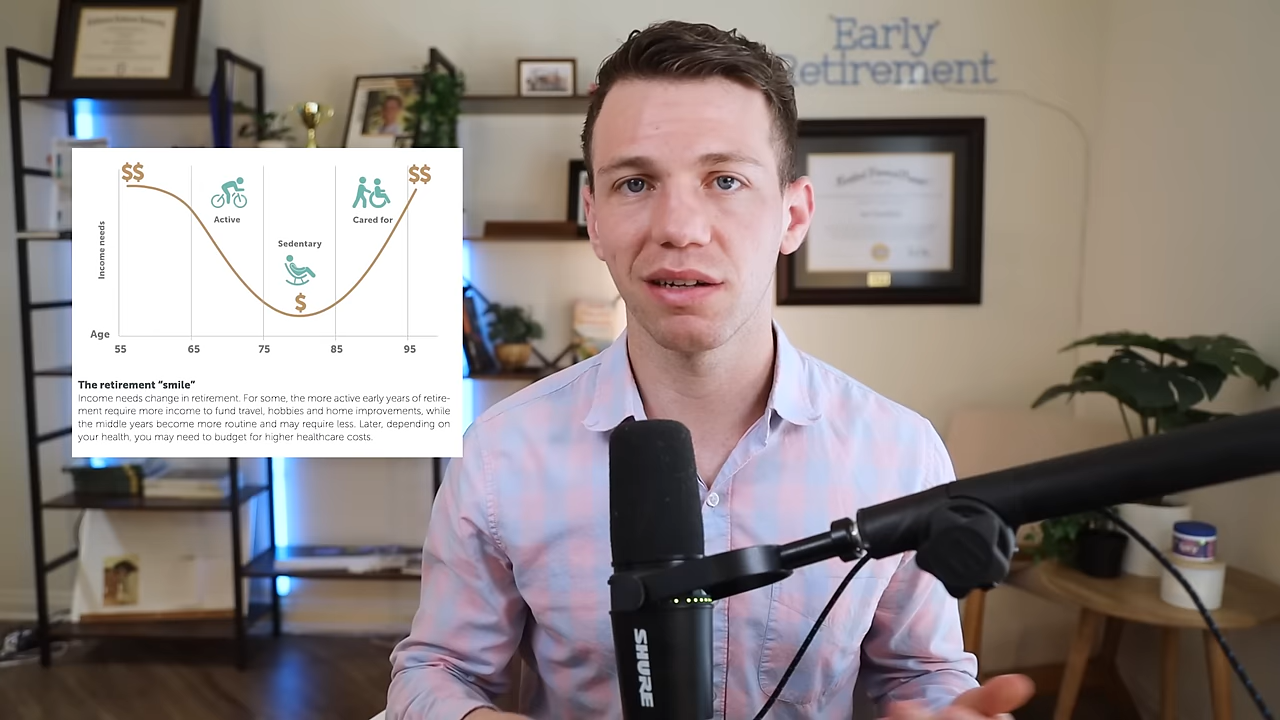 Early
Retirement
$$
$$
Active
Cared for
Sedentary
$
Income needs
Age
55
65
75
85
95
The retirement “smile”
Income needs change in retirement. For some, the more active early years of retire-
ment require more income to fund travel, hobbies and home improvements, while
the middle years become more routine and may require less. Later, depending on
your health, you may need to budget for higher healthcare costs.
SHURE